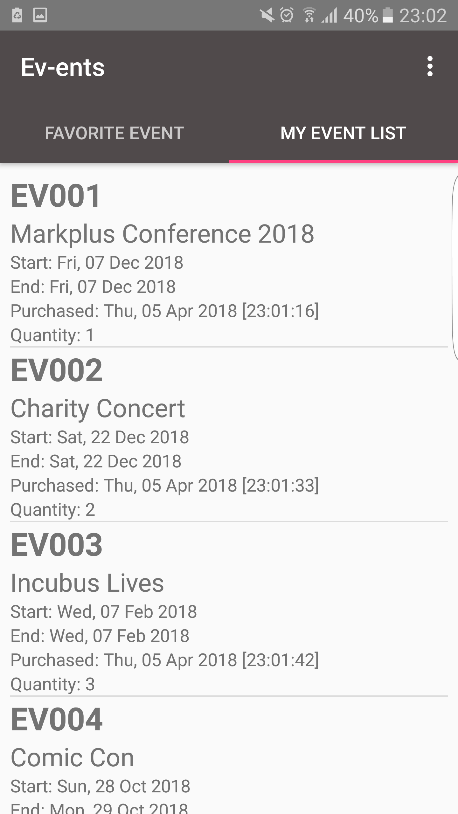 40% 23:02
Ev-ents
FAVORITE EVENT MY EVENT LIST
EV001
Markplus Conference 2018
Start: Fri, 07 Dec 2018
End: Fri, 07 Dec 2018
Purchased: Thu, 05 Apr 2018 [23:01:16]
Quantity: 1
EV002
Charity Concert
Start: Sat, 22 Dec 2018
End: Sat, 22 Dec 2018
Purchased: Thu, 05 Apr 2018 [23:01:33]
Quantity: 2
EV003
Incubus Lives
Start: Wed, 07 Feb 2018
End: Wed, 07 Feb 2018
Purchased: Thu, 05 Apr 2018 [23:01:42]
Quantity: 3
EV004
Comic Con
Start: Sun, 28 Oct 2018
End: Mon, 29 Oct 2018